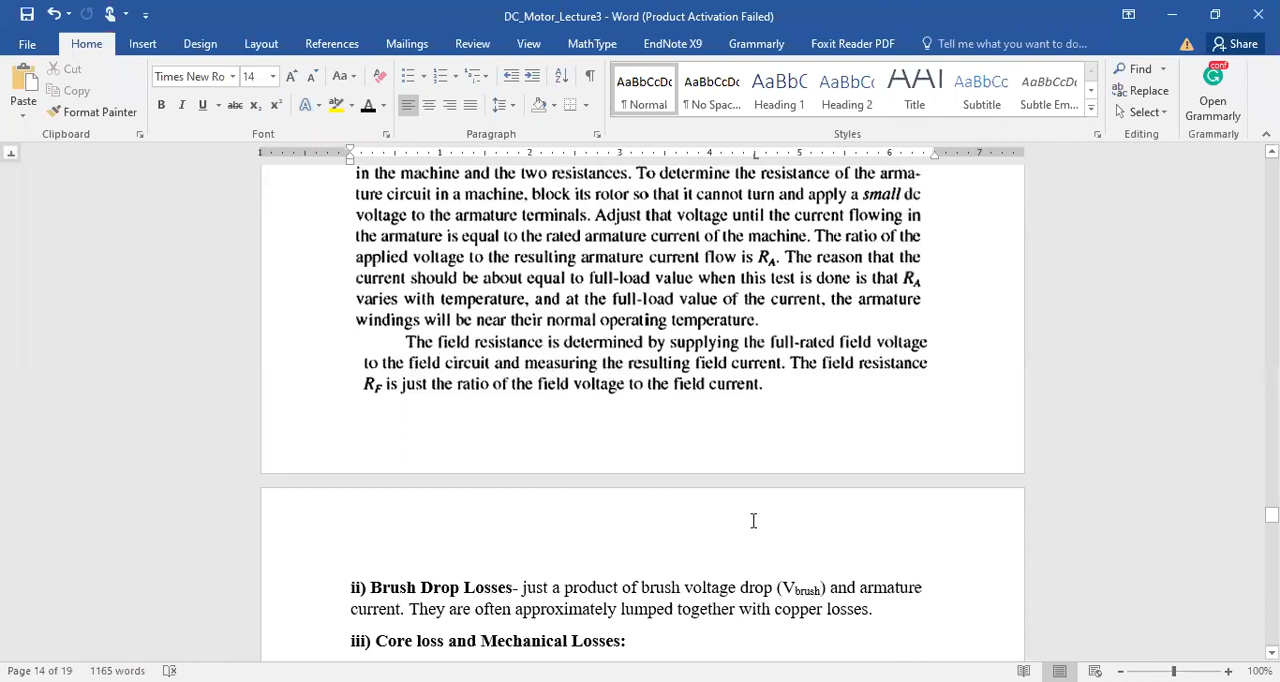 DC_Motor_Lecture3 - Word (Product Activation Failed)
File Home Insert Design Layout References Mailings Review View MathType EndNote X9 Grammarly Foxit Reader PDF Tell me what you want to do... Share
Paste
Cut
Copy
Format Painter
Clipboard
Times New Ro 14
Font
Paragraph
AaBbCcDc AaBbCcDc AaBbC AaBbCc AaB AaBbCc AaBbCcDc
¶ Normal ¶ No Spac... Heading 1 Heading 2 Title Subtitle Subtle Em...
Styles
Find
Replace
Select
Editing
conf
Open
Grammarly
Grammarly
1 1 2 3 4 5 6 7
in the machine and the two resistances. To determine the resistance of the arma-
ture circuit in a machine, block its rotor so that it cannot turn and apply a small dc
voltage to the armature terminals. Adjust that voltage until the current flowing in
the armature is equal to the rated armature current of the machine. The ratio of the
applied voltage to the resulting armature current flow is RA. The reason that the
current should be about equal to full-load value when this test is done is that RA
varies with temperature, and at the full-load value of the current, the armature
windings will be near their normal operating temperature.
The field resistance is determined by supplying the full-rated field voltage
to the field circuit and measuring the resulting field current. The field resistance
RF is just the ratio of the field voltage to the field current.
ii) Brush Drop Losses- just a product of brush voltage drop (Vbrush) and armature
current. They are often approximately lumped together with copper losses.
iii) Core loss and Mechanical Losses:
Page 14 of 19 1165 words 100%